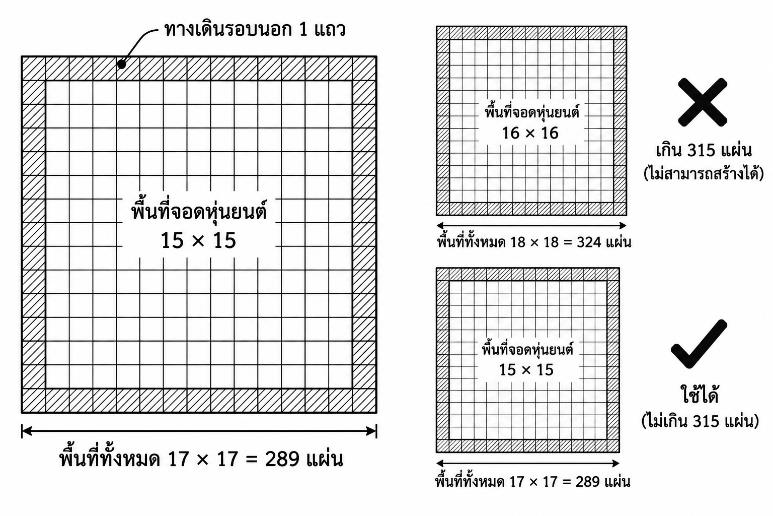 ทางเดินรอบนอก 1 แถว
พื้นที่จอดหุ่นยนต์
15 × 15
พื้นที่ทั้งหมด 17 × 17 = 289 แผ่น
พื้นที่จอดหุ่นยนต์
16 × 16
พื้นที่ทั้งหมด 18 × 18 = 324 แผ่น
เกิน 315 แผ่น
(ไม่สามารถสร้างได้)
พื้นที่จอดหุ่นยนต์
15 × 15
พื้นที่ทั้งหมด 17 × 17 = 289 แผ่น
ใช้ได้
(ไม่เกิน 315 แผ่น)